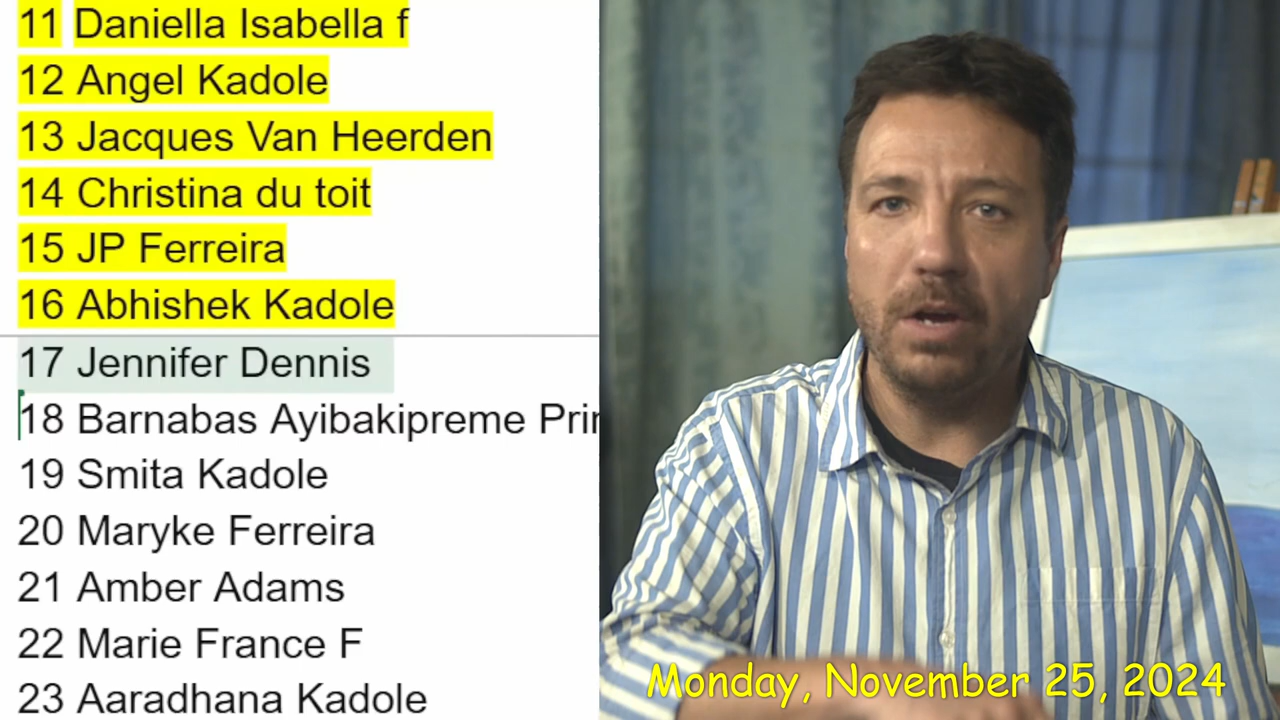 11 Daniella Isabella f
12 Angel Kadole
13 Jacques Van Heerden
14 Christina du toit
15 JP Ferreira
16 Abhishek Kadole
17 Jennifer Dennis
18 Barnabas Ayibakipreme
19 Smita Kadole
20 Maryke Ferreira
21 Amber Adams
22 Marie France F
23 Aaradhana Kadole
Monday, November 25, 2024